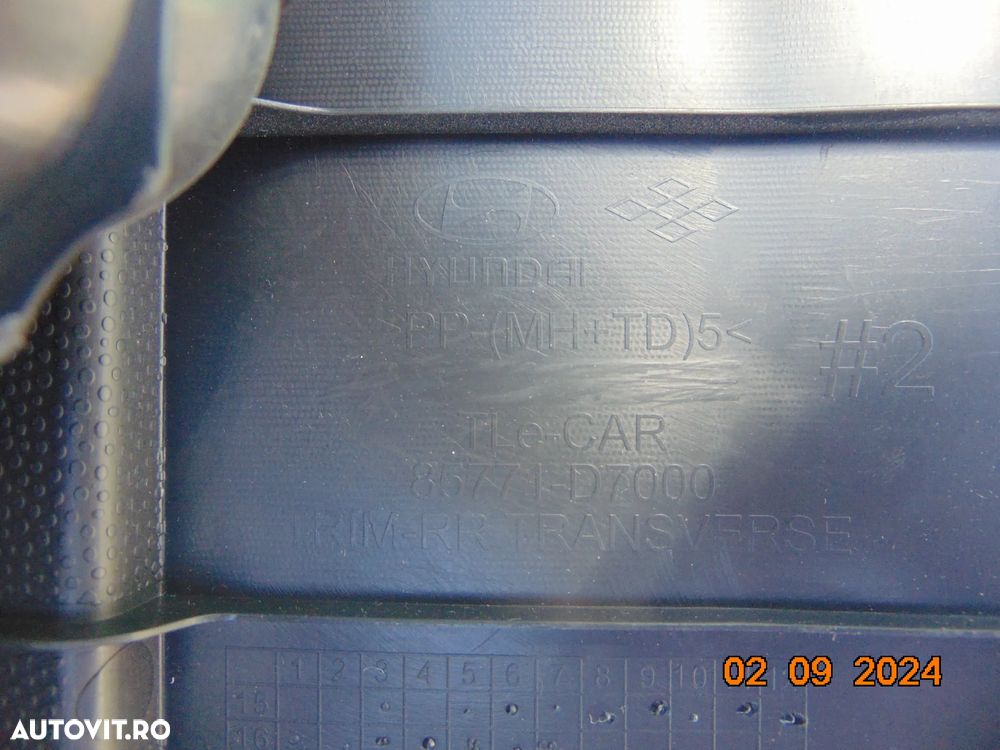 HYUNDAI
>PP-(MH+TD)5<
#2
TLe-CAR
85771-D7000
TRIM-RR TRANSVERSE
1 2 3 4 5 6 7 8 9 10
15
16
02 09 2024
AUTOVIT.RO